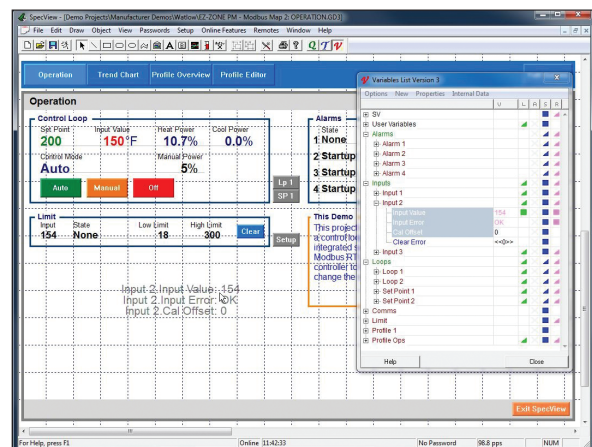 SpecView - [Demo Projects\Manufacturer Demos\Watlow\EZ-ZONE PM - Modbus Map 2: OPERATION.GDJ]
File Edit Draw Object View Passwords Setup Online Features Remotes Window Help
Q T V
Operation Trend Chart Profile Overview Profile Editor
Operation
Control Loop
Set Point Input Value Heat Power Cool Power
200 150°F 10.7% 0.0%
Control Mode Manual Power
Auto 5%
Auto Manual Off
Lp 1
SP 1
Alarms
State
1 None
2 Startup
3 Startup
4 Startup
Limit
Input State Low Limit High Limit
154 None 18 300 Clear
Setup
This Demo
This project
a control loop
integrated s
Modbus RT
controller to
change the
Input 2.Input Value: 154
Input 2.Input Error: OK
Input 2.Cal Offset: 0
Variables List Version 3
Options New Properties Internal Data
V L A S R
SV
User Variables
Alarms
Alarm 1
Alarm 2
Alarm 3
Alarm 4
Inputs
Input 1
Input 2
Input Value 154
Input Error OK
Cal Offset 0
Clear Error <<0>>
Input 3
Loops
Loop 1
Loop 2
Set Point 1
Set Point 2
Comms
Limit
Profile 1
Profile Ops
Help Close
Exit SpecView
For Help, press F1 Online 11:42:33 No Password 98.8 pps NUM